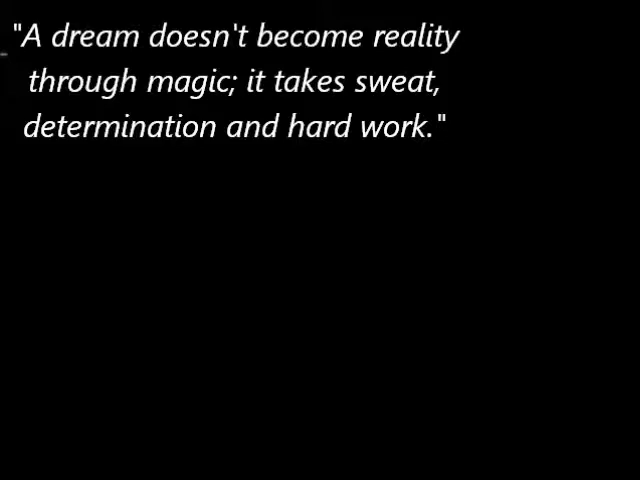 "A dream doesn't become reality
through magic; it takes sweat,
determination and hard work."